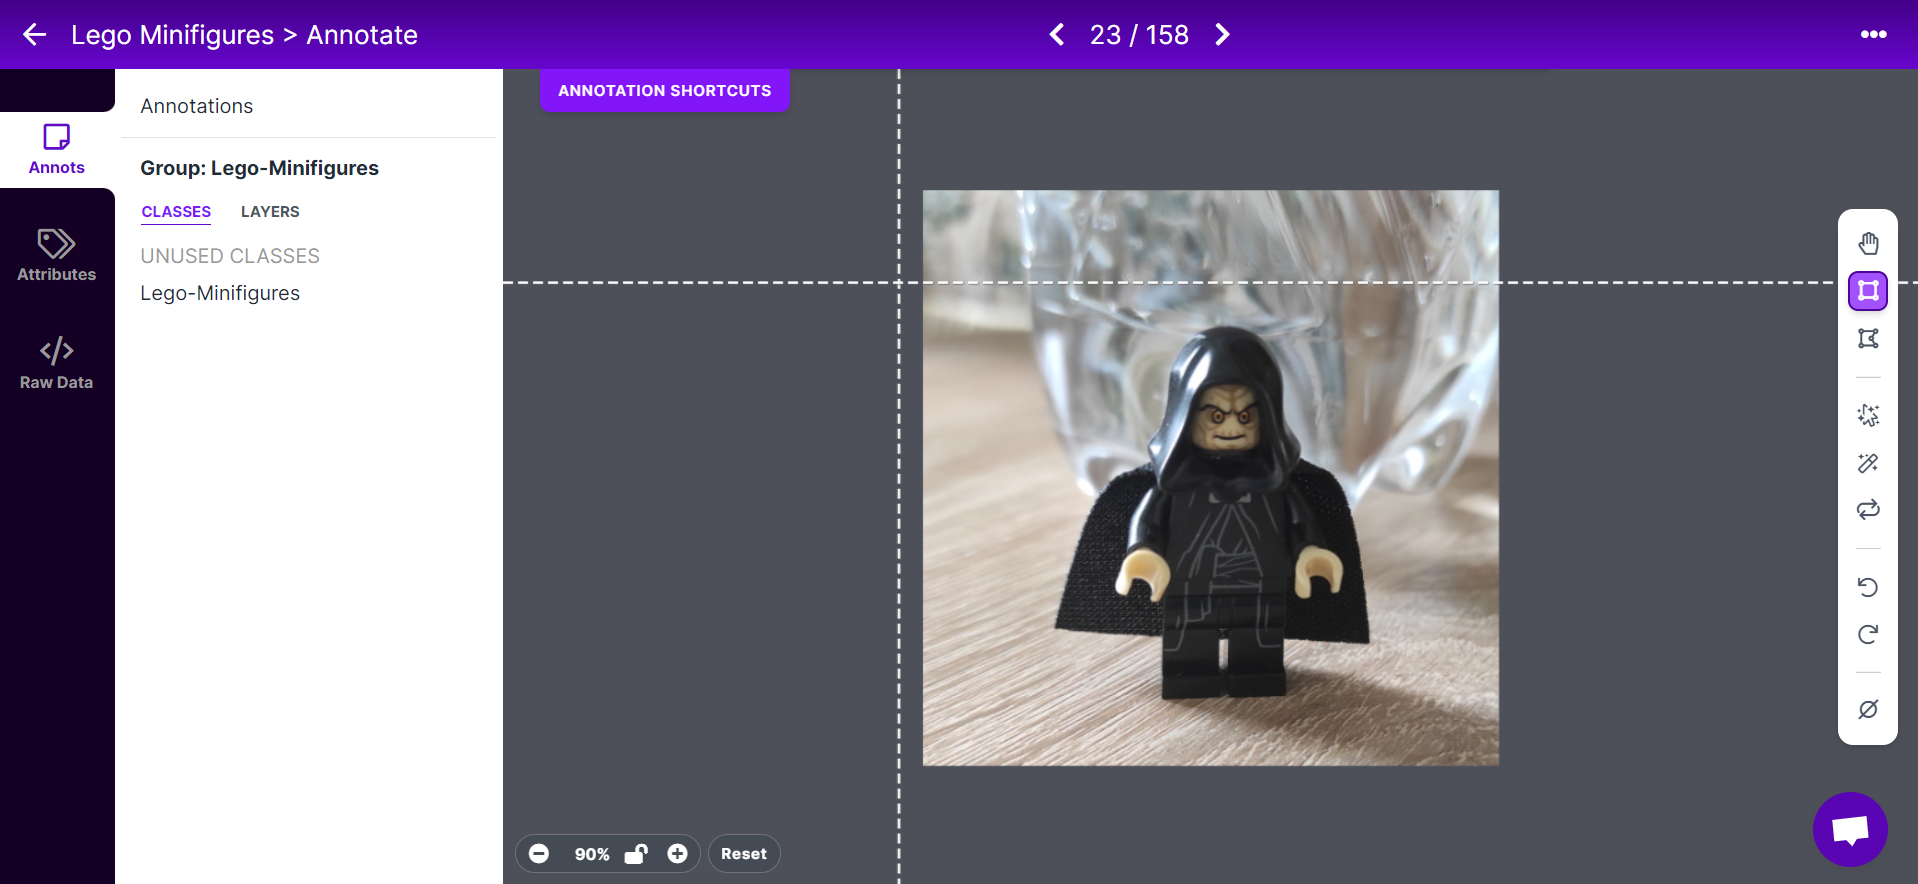 Lego Minifigures > Annotate
23 / 158
ANNOTATION SHORTCUTS
Annots
Attributes
Raw Data
Annotations
Group: Lego-Minifigures
CLASSES LAYERS
UNUSED CLASSES
Lego-Minifigures
90% Reset